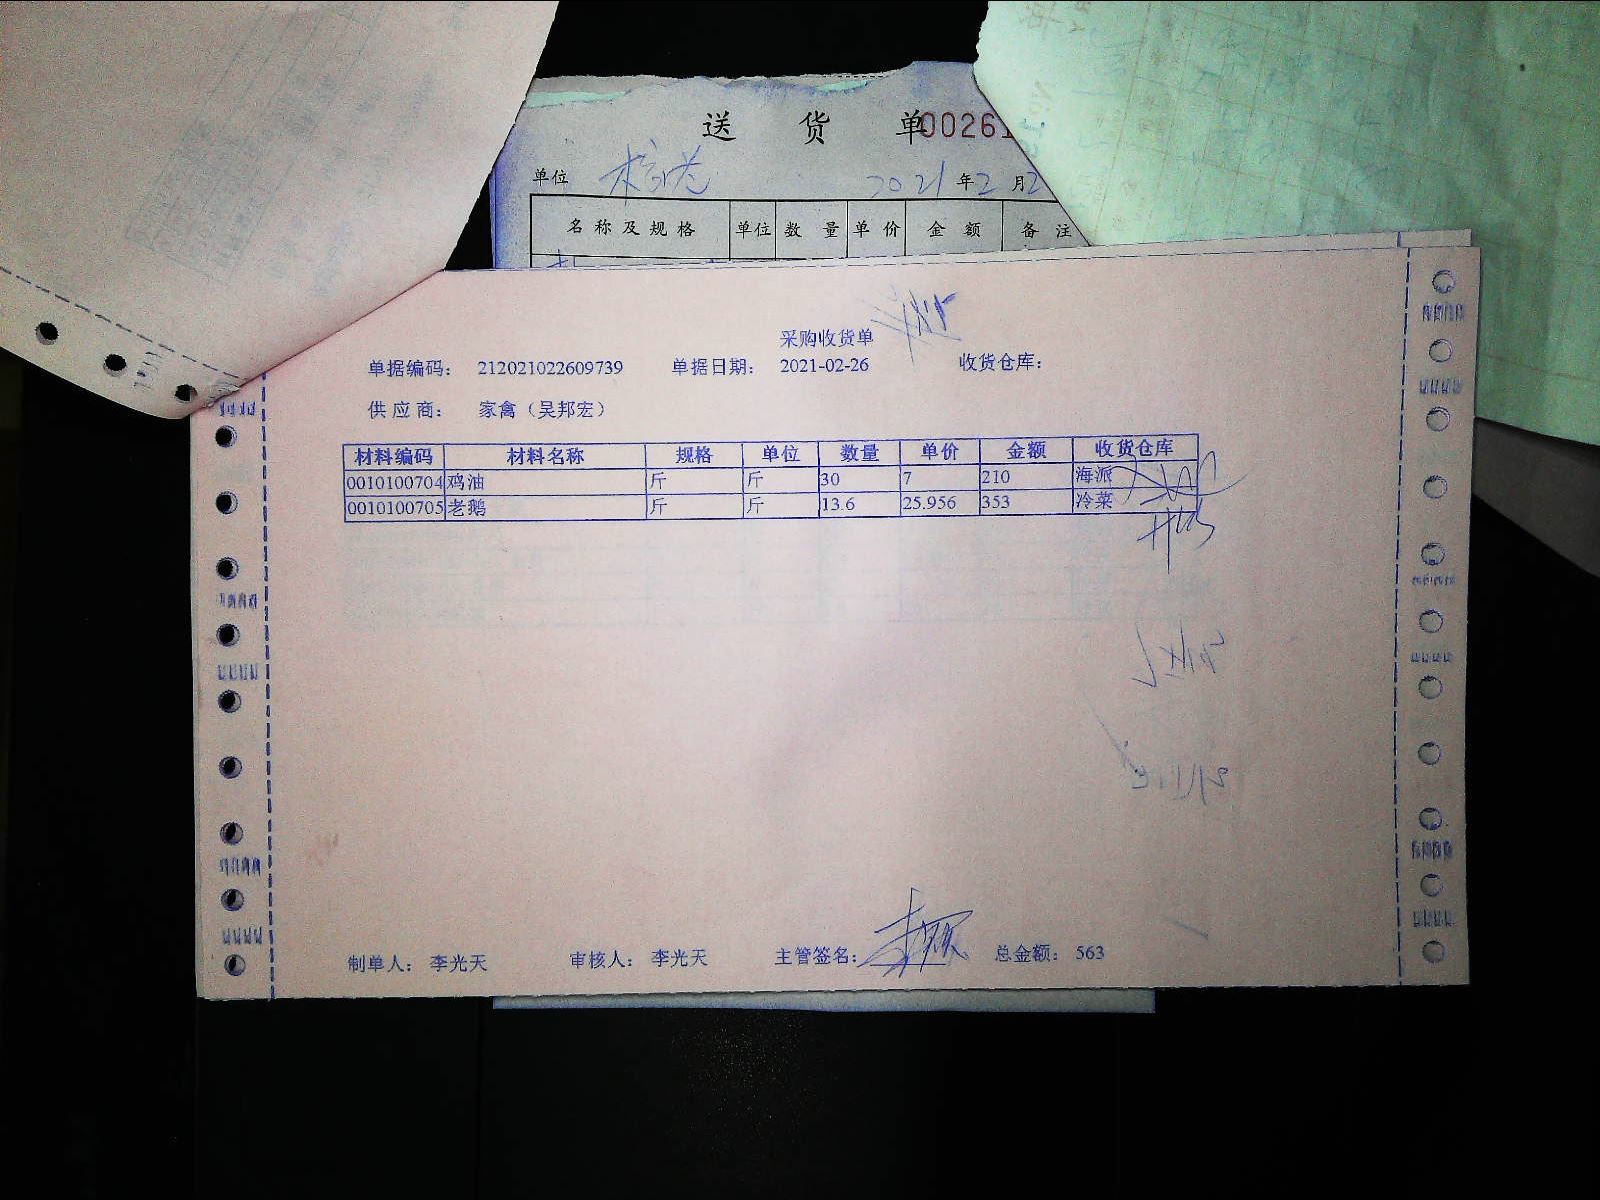 送 货 单 00261
单位 2021 年 2 月 2
名 称 及 规 格 单位 数 量 单 价 金 额 备 注
采购收货单
单据编码： 212021022609739 单据日期： 2021-02-26 收货仓库：
供 应 商： 家禽（吴邦宏）
材料编码 材料名称 规格 单位 数量 单价 金额 收货仓库
0010100704 鸡油 斤 斤 30 7 210 海派
0010100705 老鹅 斤 斤 13.6 25.956 353 冷菜
制单人： 李光天 审核人： 李光天 主管签名： 总金额： 563